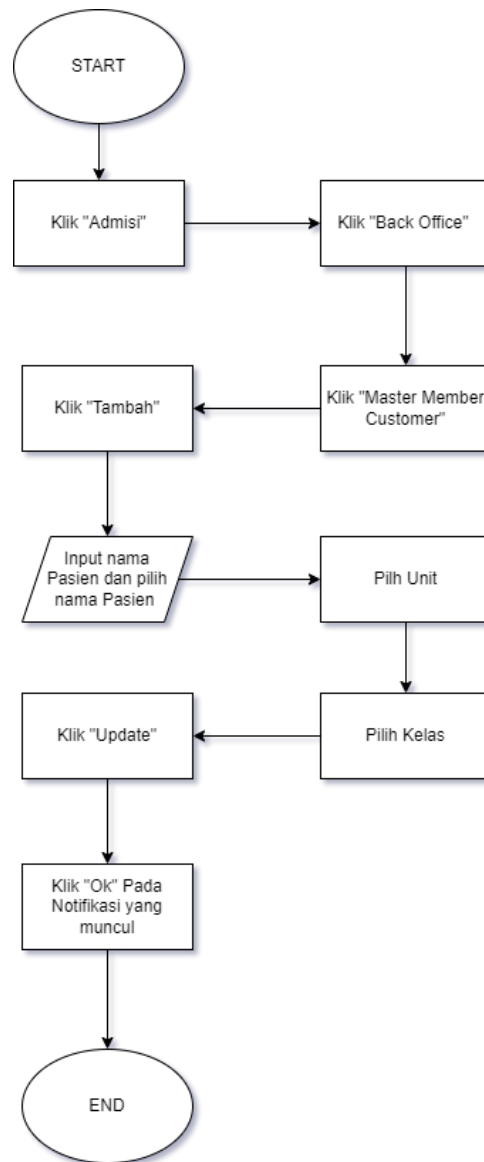 START
Klik "Admisi"
Klik "Back Office"
Klik "Master Member
Customer"
Klik "Tambah"
Input nama
Pasien dan pilih
nama Pasien
Pilh Unit
Pilih Kelas
Klik "Update"
Klik "Ok" Pada
Notifikasi yang
muncul
END